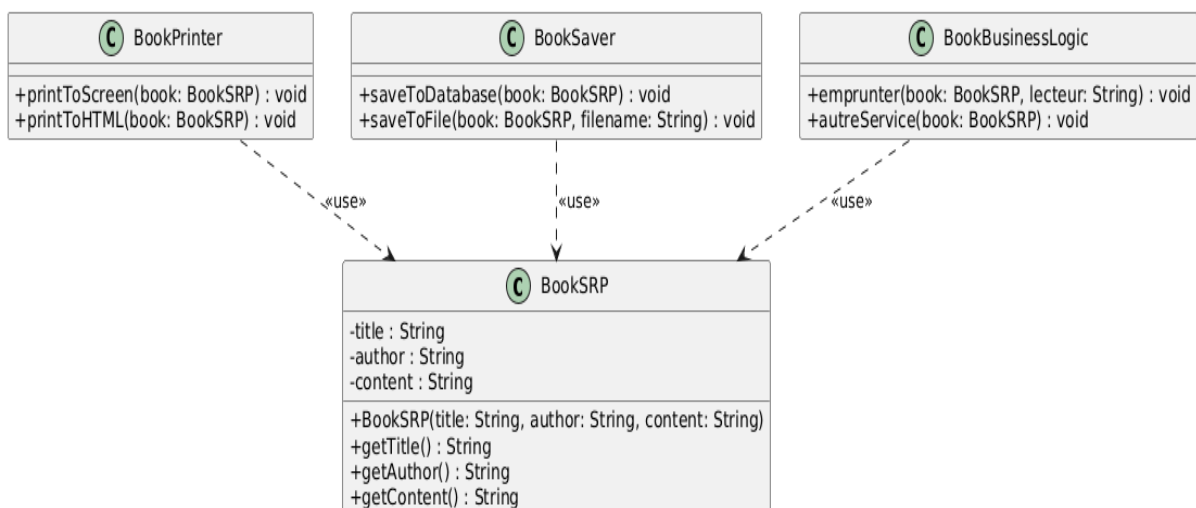 C BookPrinter
+printToScreen(book: BookSRP) : void
+printToHTML(book: BookSRP) : void
C BookSaver
+saveToDatabase(book: BookSRP) : void
+saveToFile(book: BookSRP, filename: String) : void
C BookBusinessLogic
+emprunter(book: BookSRP, lecteur: String) : void
+autreService(book: BookSRP) : void
«use»
«use»
«use»
C BookSRP
-title : String
-author : String
-content : String
+BookSRP(title: String, author: String, content: String)
+getTitle() : String
+getAuthor() : String
+getContent() : String